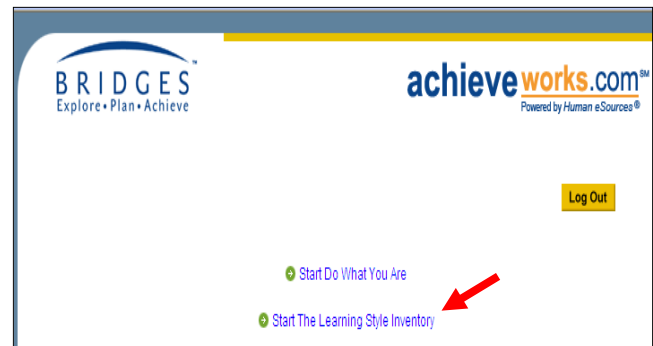 BRIDGES™
Explore • Plan • Achieve
achieveworks.com℠
Powered by Human eSources®
Log Out
Start Do What You Are
Start The Learning Style Inventory